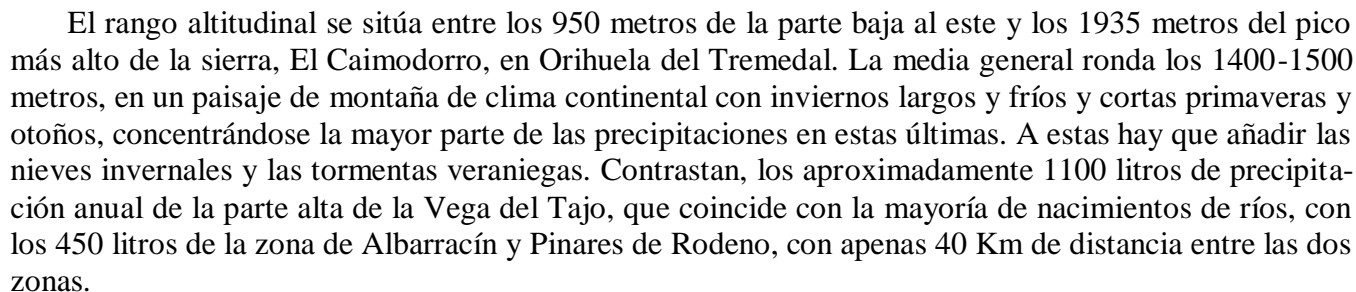 El rango altitudinal se sitúa entre los 950 metros de la parte baja al este y los 1935 metros del pico
más alto de la sierra, El Caimodorro, en Orihuela del Tremedal. La media general ronda los 1400-1500
metros, en un paisaje de montaña de clima continental con inviernos largos y fríos y cortas primaveras y
otoños, concentrándose la mayor parte de las precipitaciones en estas últimas. A estas hay que añadir las
nieves invernales y las tormentas veraniegas. Contrastan, los aproximadamente 1100 litros de precipita-
ción anual de la parte alta de la Vega del Tajo, que coincide con la mayoría de nacimientos de ríos, con
los 450 litros de la zona de Albarracín y Pinares de Rodeno, con apenas 40 Km de distancia entre las dos
zonas.